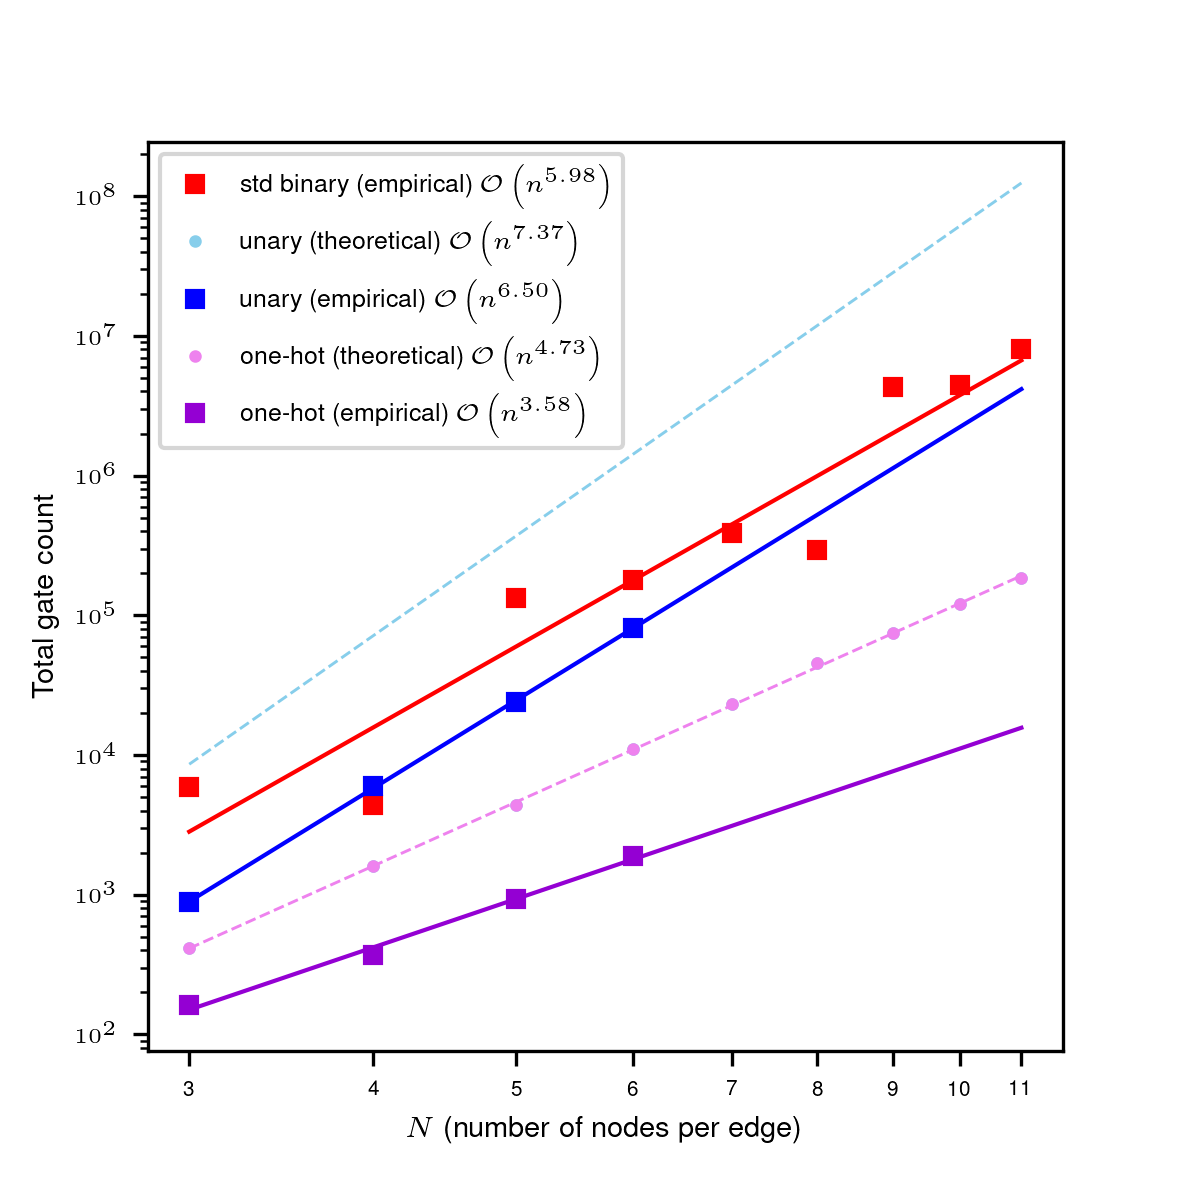 std binary (empirical) 𝒪 (n^5.98)
unary (theoretical) 𝒪 (n^7.37)
unary (empirical) 𝒪 (n^6.50)
one-hot (theoretical) 𝒪 (n^4.73)
one-hot (empirical) 𝒪 (n^3.58)
10^8
10^7
10^6
10^5
10^4
10^3
10^2
Total gate count
3 4 5 6 7 8 9 10 11
N (number of nodes per edge)